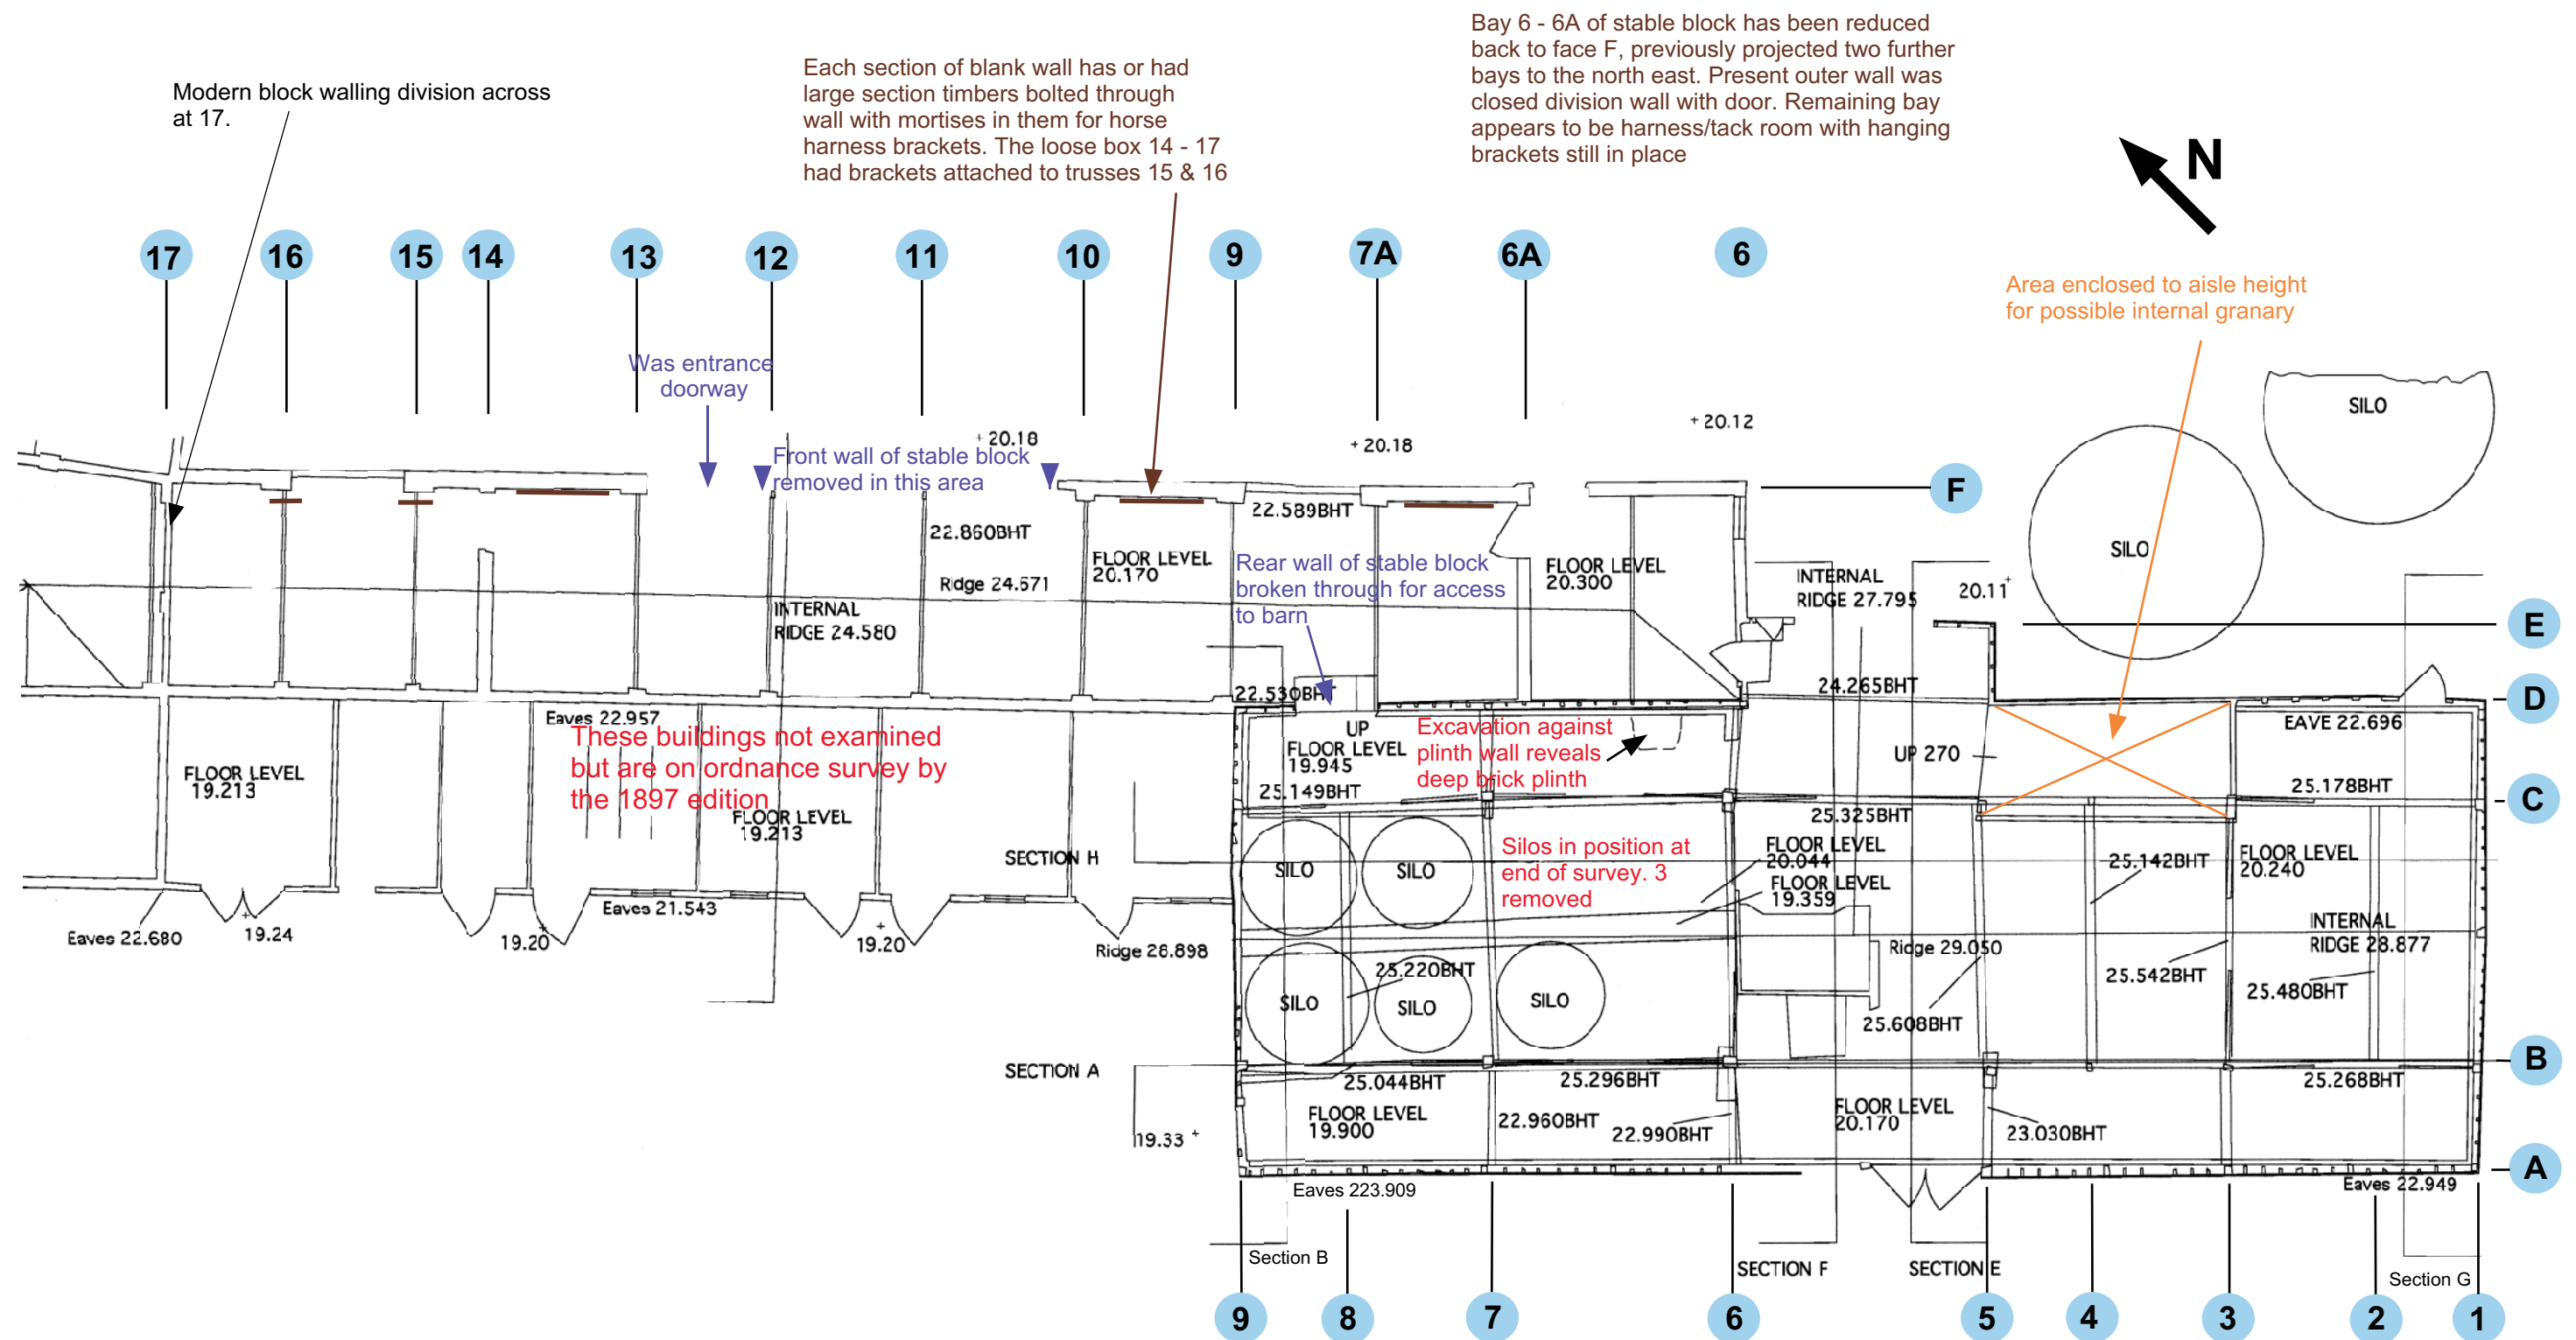 Bay 6 - 6A of stable block has been reduced
back to face F, previously projected two further
bays to the north east. Present outer wall was
closed division wall with door. Remaining bay
appears to be harness/tack room with hanging
brackets still in place
Each section of blank wall has or had
large section timbers bolted through
wall with mortises in them for horse
harness brackets. The loose box 14 - 17
had brackets attached to trusses 15 & 16
Modern block walling division across
at 17.
N
17
16
15
14
13
12
11
10
9
7A
6A
6
Area enclosed to aisle height
for possible internal granary
Was entrance
doorway
Front wall of stable block
removed in this area
+ 20.18
+ 20.18
+ 20.12
SILO
SILO
F
22.860BHT
22.589BHT
FLOOR LEVEL
20.170
Ridge 24.671
INTERNAL
RIDGE 24.580
Rear wall of stable block
broken through for access
to barn
FLOOR LEVEL
20.300
INTERNAL
RIDGE 27.795
20.11+
E
22.530BHT
24.265BHT
D
Eaves 22.957
These buildings not examined
but are on ordnance survey by
the 1897 edition
UP
FLOOR LEVEL
19.945
25.149BHT
Excavation against
plinth wall reveals
deep brick plinth
UP 270
EAVE 22.696
25.178BHT
C
FLOOR LEVEL
19.213
FLOOR LEVEL
19.213
25.325BHT
SECTION H
SILO
SILO
Silos in position at
end of survey. 3
removed
FLOOR LEVEL
20.044
FLOOR LEVEL
19.359
25.142BHT
FLOOR LEVEL
20.240
Eaves 22.680
+
19.24
+
19.20
Eaves 21.543
+
19.20
Ridge 28.898
Ridge 29.050
INTERNAL
RIDGE 28.877
25.220BHT
SILO
SILO
SILO
25.542BHT
25.480BHT
25.608BHT
SECTION A
B
25.044BHT
25.296BHT
25.268BHT
FLOOR LEVEL
19.900
22.960BHT
22.990BHT
FLOOR LEVEL
20.170
23.030BHT
19.33 +
A
Eaves 223.909
Eaves 22.949
Section B
SECTION F
SECTION E
Section G
9
8
7
6
5
4
3
2
1